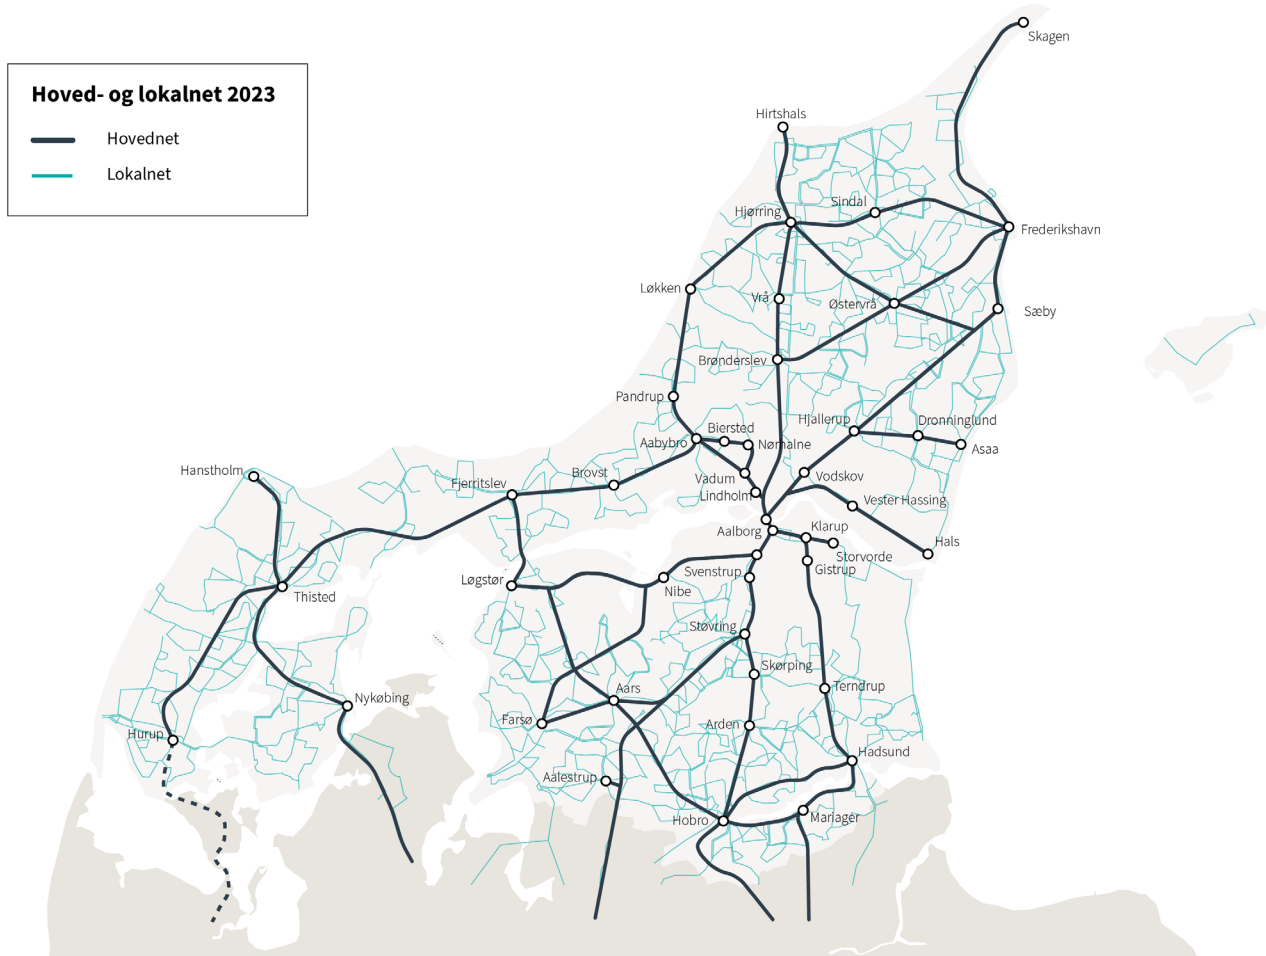 Skagen
Hoved- og lokalnet 2023
Hirtshals
Hovednet
Lokalnet
Sindal
Hjørring
Frederikshavn
Løkken
Vrå
Østervrå
Sæby
Brønderslev
Pandrup
Hjallerup
Dronninglund
Biersted
Aabybro
Nørhalne
Asaa
Hanstholm
Brovst
Vadum
Vodskov
Fjerritslev
Lindholm
Vester Hassing
Aalborg
Klarup
Hals
Storvorde
Svenstrup
Gistrup
Løgstør
Nibe
Thisted
Støvring
Skørping
Aars
Terndrup
Nykøbing
Farsø
Arden
Hurup
Hadsund
Aalestrup
Hobro
Mariager